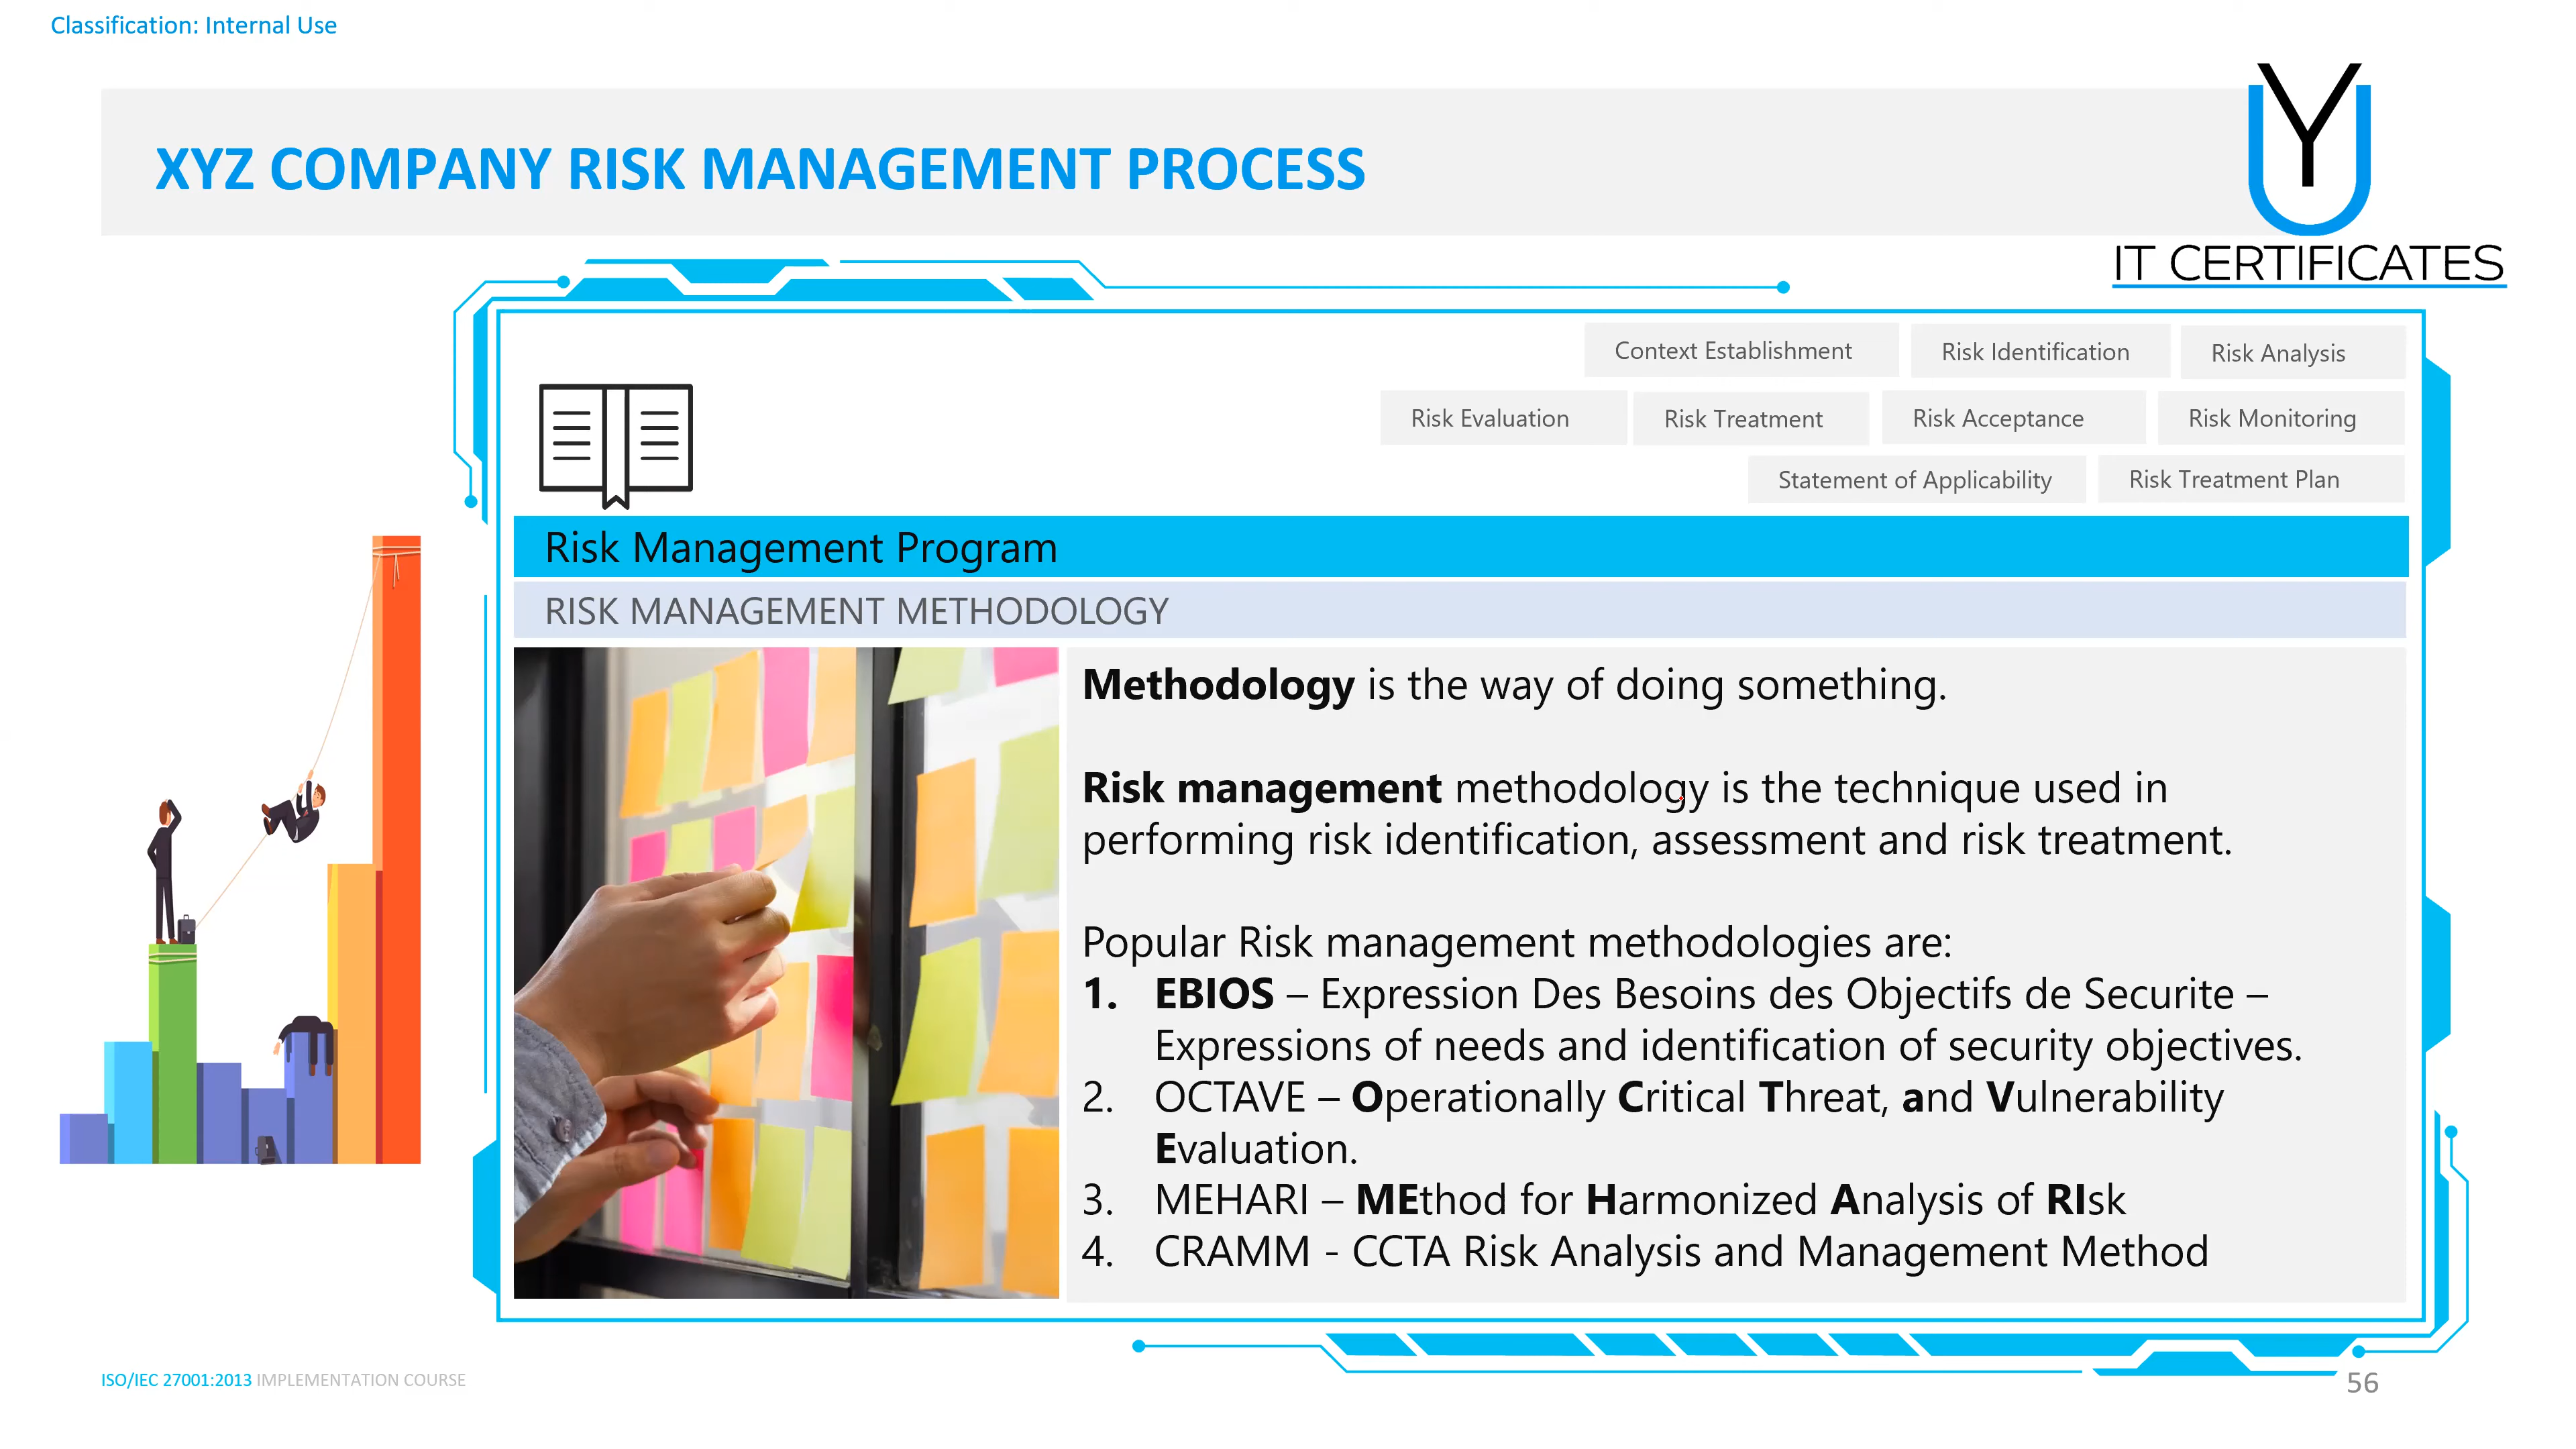 Classification: Internal Use
XYZ COMPANY RISK MANAGEMENT PROCESS
Y
U
IT CERTIFICATES
Context Establishment
Risk Identification
Risk Analysis
Risk Evaluation
Risk Treatment
Risk Acceptance
Risk Monitoring
Statement of Applicability
Risk Treatment Plan
Risk Management Program
RISK MANAGEMENT METHODOLOGY
Methodology is the way of doing something.
Risk management methodology is the technique used in
performing risk identification, assessment and risk treatment.
Popular Risk management methodologies are:
1. EBIOS – Expression Des Besoins des Objectifs de Securite –
Expressions of needs and identification of security objectives.
2. OCTAVE – Operationally Critical Threat, and Vulnerability
Evaluation.
3. MEHARI – MEthod for Harmonized Analysis of RIsk
4. CRAMM - CCTA Risk Analysis and Management Method
ISO/IEC 27001:2013 IMPLEMENTATION COURSE
56